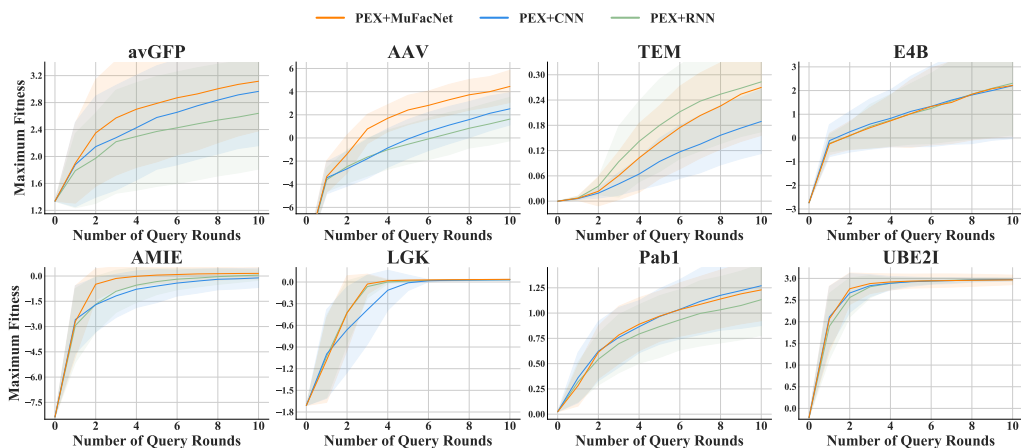 PEX+MuFacNet PEX+CNN PEX+RNN
avGFP AAV TEM E4B
Maximum Fitness
3.2 2.8 2.4 2.0 1.6 1.2
0 2 4 6 8 10
Number of Query Rounds
6 4 2 0 −2 −4 −6
0 2 4 6 8 10
Number of Query Rounds
0.30 0.24 0.18 0.12 0.06 0.00
0 2 4 6 8 10
Number of Query Rounds
3 2 1 0 −1 −2 −3
0 2 4 6 8 10
Number of Query Rounds
AMIE LGK Pab1 UBE2I
Maximum Fitness
0.0 −1.5 −3.0 −4.5 −6.0 −7.5
0 2 4 6 8 10
Number of Query Rounds
0.0 −0.3 −0.6 −0.9 −1.2 −1.5 −1.8
0 2 4 6 8 10
Number of Query Rounds
1.25 1.00 0.75 0.50 0.25 0.00
0 2 4 6 8 10
Number of Query Rounds
3.0 2.5 2.0 1.5 1.0 0.5 0.0
0 2 4 6 8 10
Number of Query Rounds